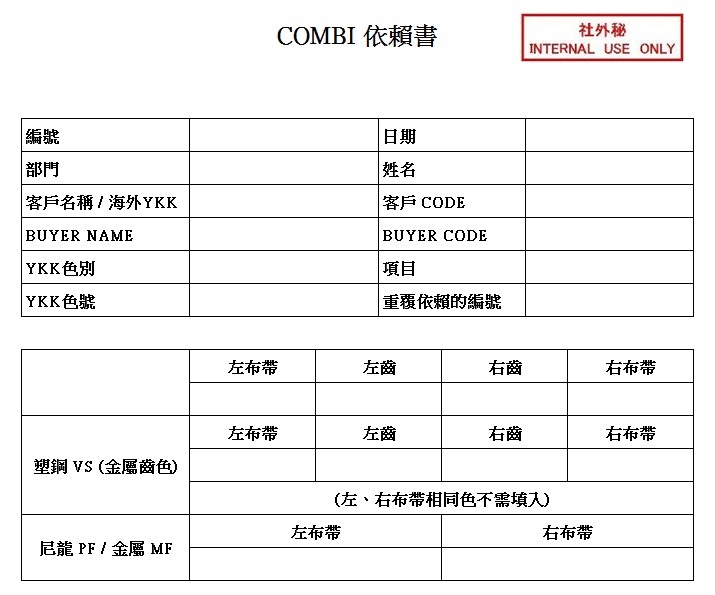 COMBI 依賴書
社外秘
INTERNAL USE ONLY
編號 日期
部門 姓名
客戶名稱 / 海外YKK 客戶 CODE
BUYER NAME BUYER CODE
YKK色別 項目
YKK色號 重覆依賴的編號
左布帶 左齒 右齒 右布帶
左布帶 左齒 右齒 右布帶
塑鋼 VS (金屬齒色)
(左、右布帶相同色不需填入)
左布帶 右布帶
尼龍 PF / 金屬 MF